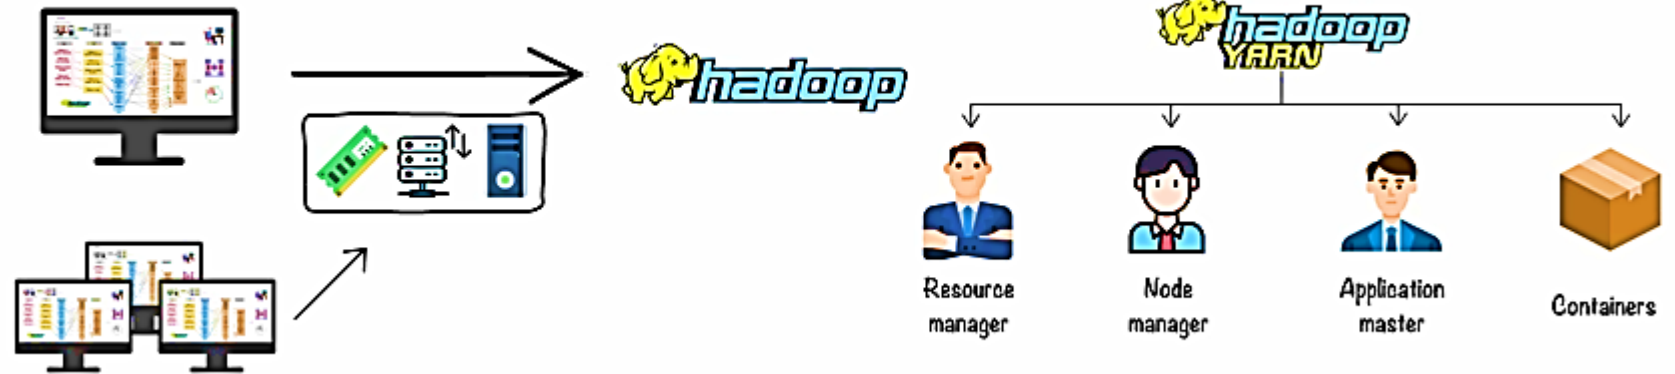 hadoop
hadoop
YARN
Resource
manager
Node
manager
Application
master
Containers